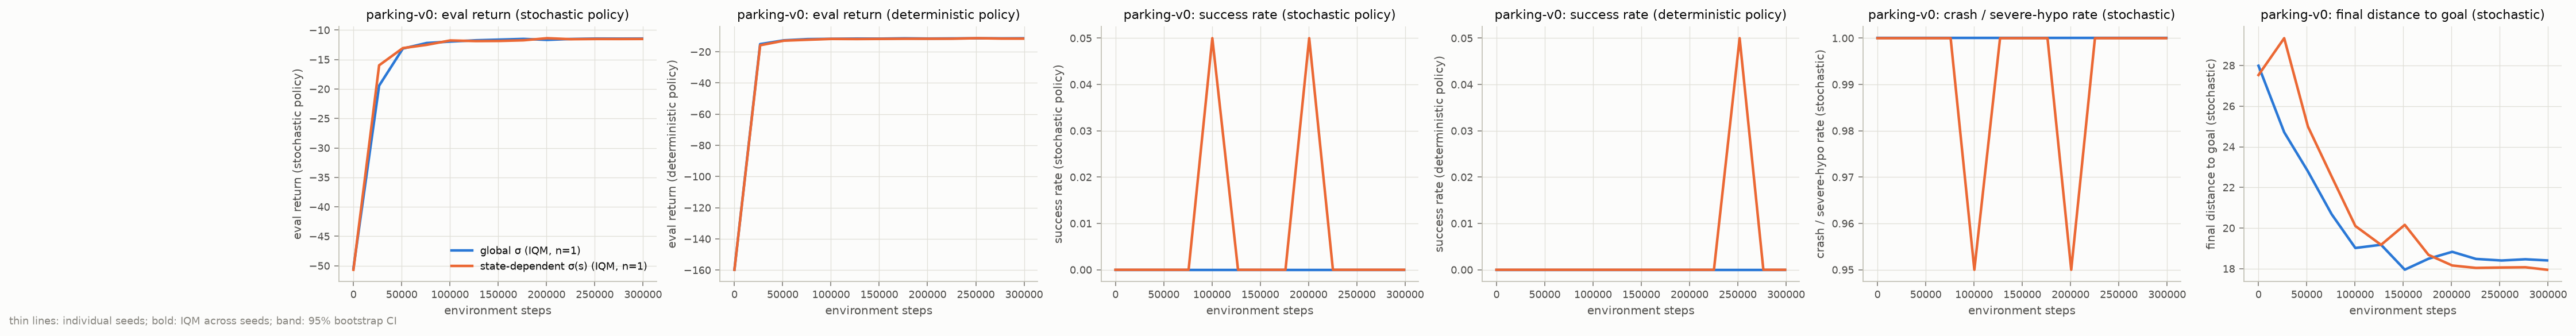 parking-v0: eval return (stochastic policy)
eval return (stochastic policy)
−10
−15
−20
−25
−30
−35
−40
−45
−50
global σ (IQM, n=1)
state-dependent σ(s) (IQM, n=1)
0 50000 100000 150000 200000 250000 300000
environment steps
parking-v0: eval return (deterministic policy)
eval return (deterministic policy)
−20
−40
−60
−80
−100
−120
−140
−160
0 50000 100000 150000 200000 250000 300000
environment steps
parking-v0: success rate (stochastic policy)
success rate (stochastic policy)
0.05
0.04
0.03
0.02
0.01
0.00
0 50000 100000 150000 200000 250000 300000
environment steps
parking-v0: success rate (deterministic policy)
success rate (deterministic policy)
0.05
0.04
0.03
0.02
0.01
0.00
0 50000 100000 150000 200000 250000 300000
environment steps
parking-v0: crash / severe-hypo rate (stochastic)
crash / severe-hypo rate (stochastic)
1.00
0.99
0.98
0.97
0.96
0.95
0 50000 100000 150000 200000 250000 300000
environment steps
parking-v0: final distance to goal (stochastic)
final distance to goal (stochastic)
28
26
24
22
20
18
0 50000 100000 150000 200000 250000 300000
environment steps
thin lines: individual seeds; bold: IQM across seeds; band: 95% bootstrap CI